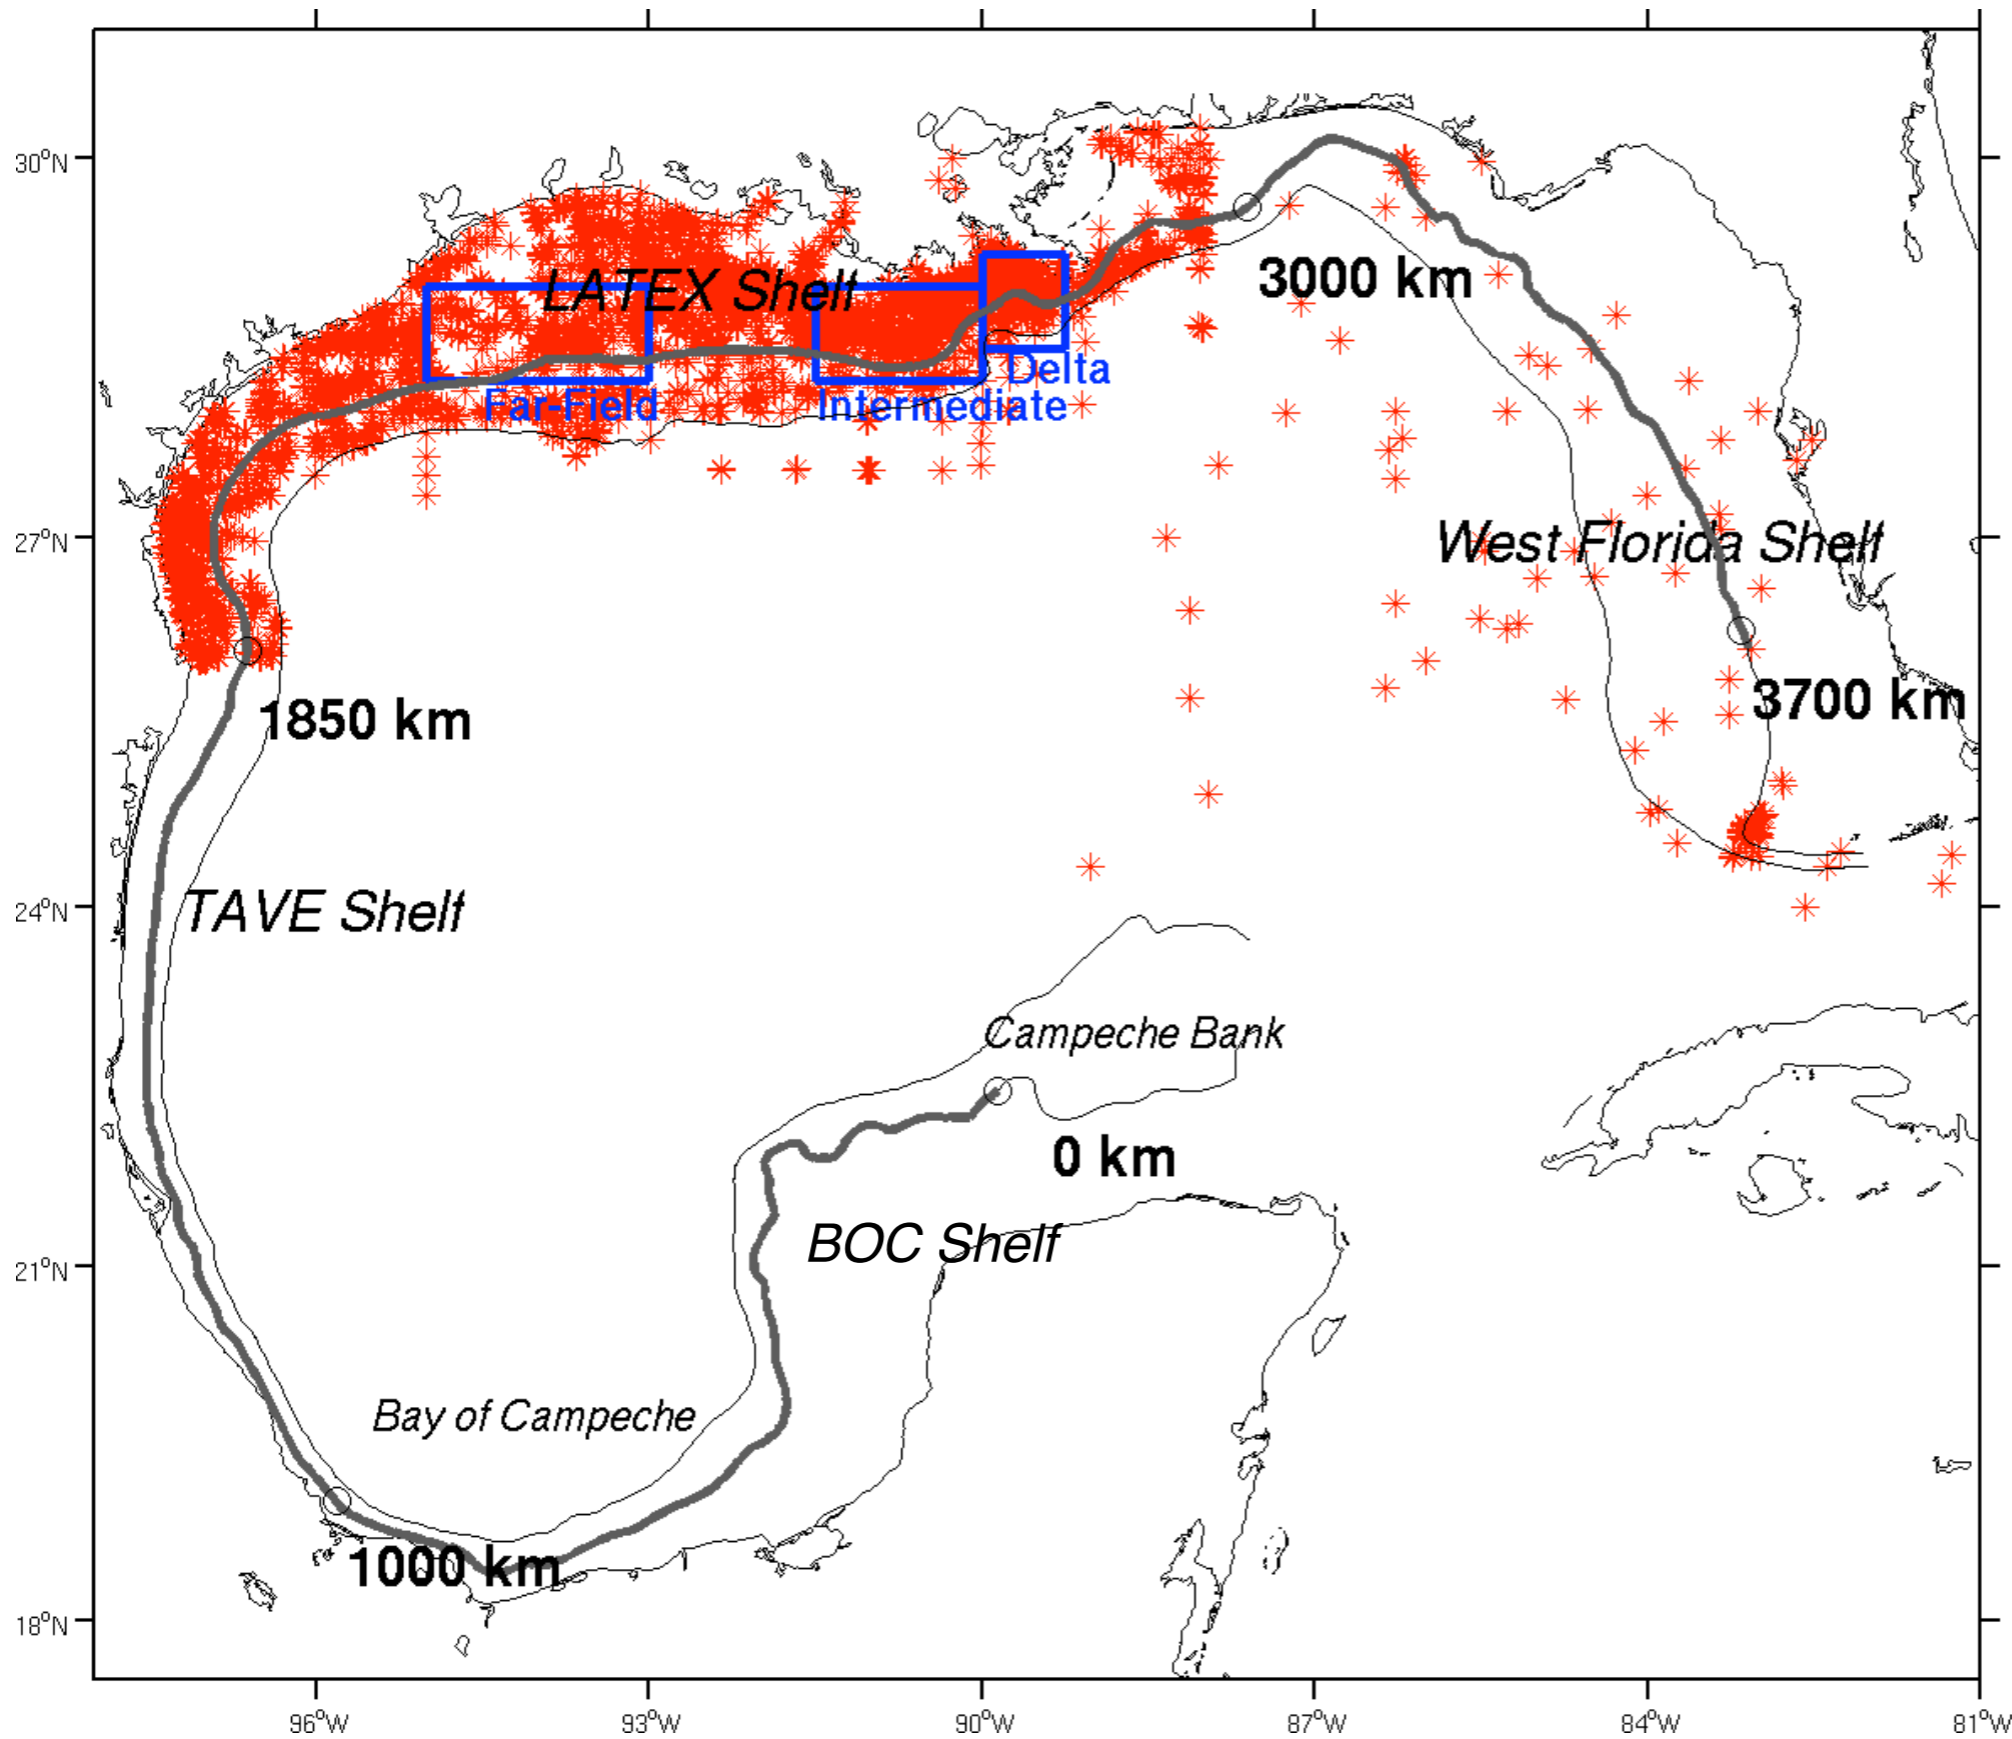 30°N
3000 km
LATEX Shelf
Delta
Far-Field
Intermediate
27°N
West Florida Shelf
1850 km
3700 km
24°N
TAVE Shelf
Campeche Bank
0 km
21°N
BOC Shelf
Bay of Campeche
1000 km
18°N
96°W
93°W
90°W
87°W
84°W
81°W